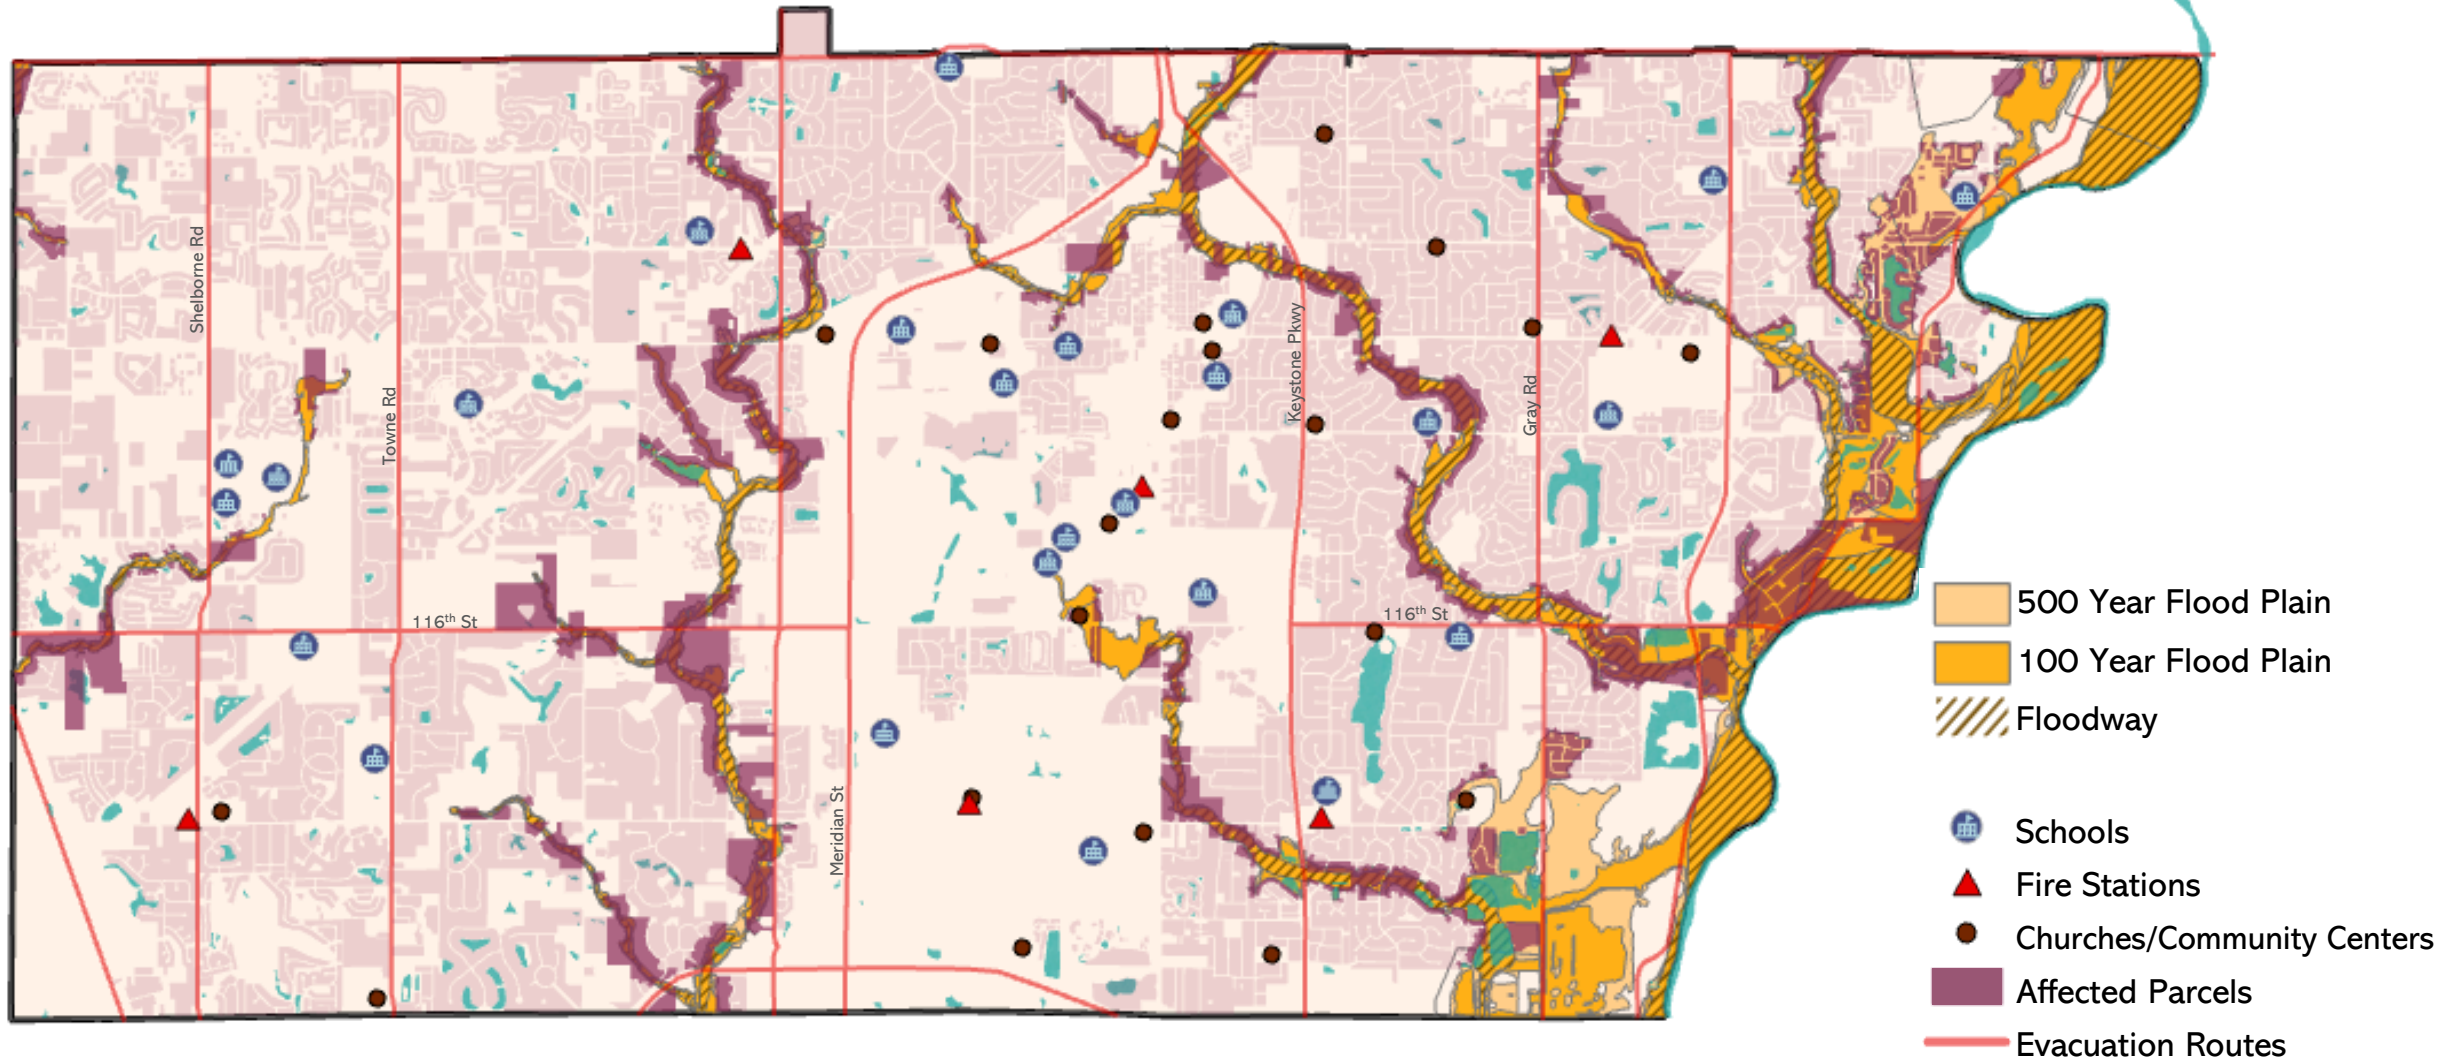 Shelborne Rd
Towne Rd
116th St
Meridian St
Keystone Pkwy
Gray Rd
116th St
500 Year Flood Plain
100 Year Flood Plain
Floodway
Schools
Fire Stations
Churches/Community Centers
Affected Parcels
Evacuation Routes